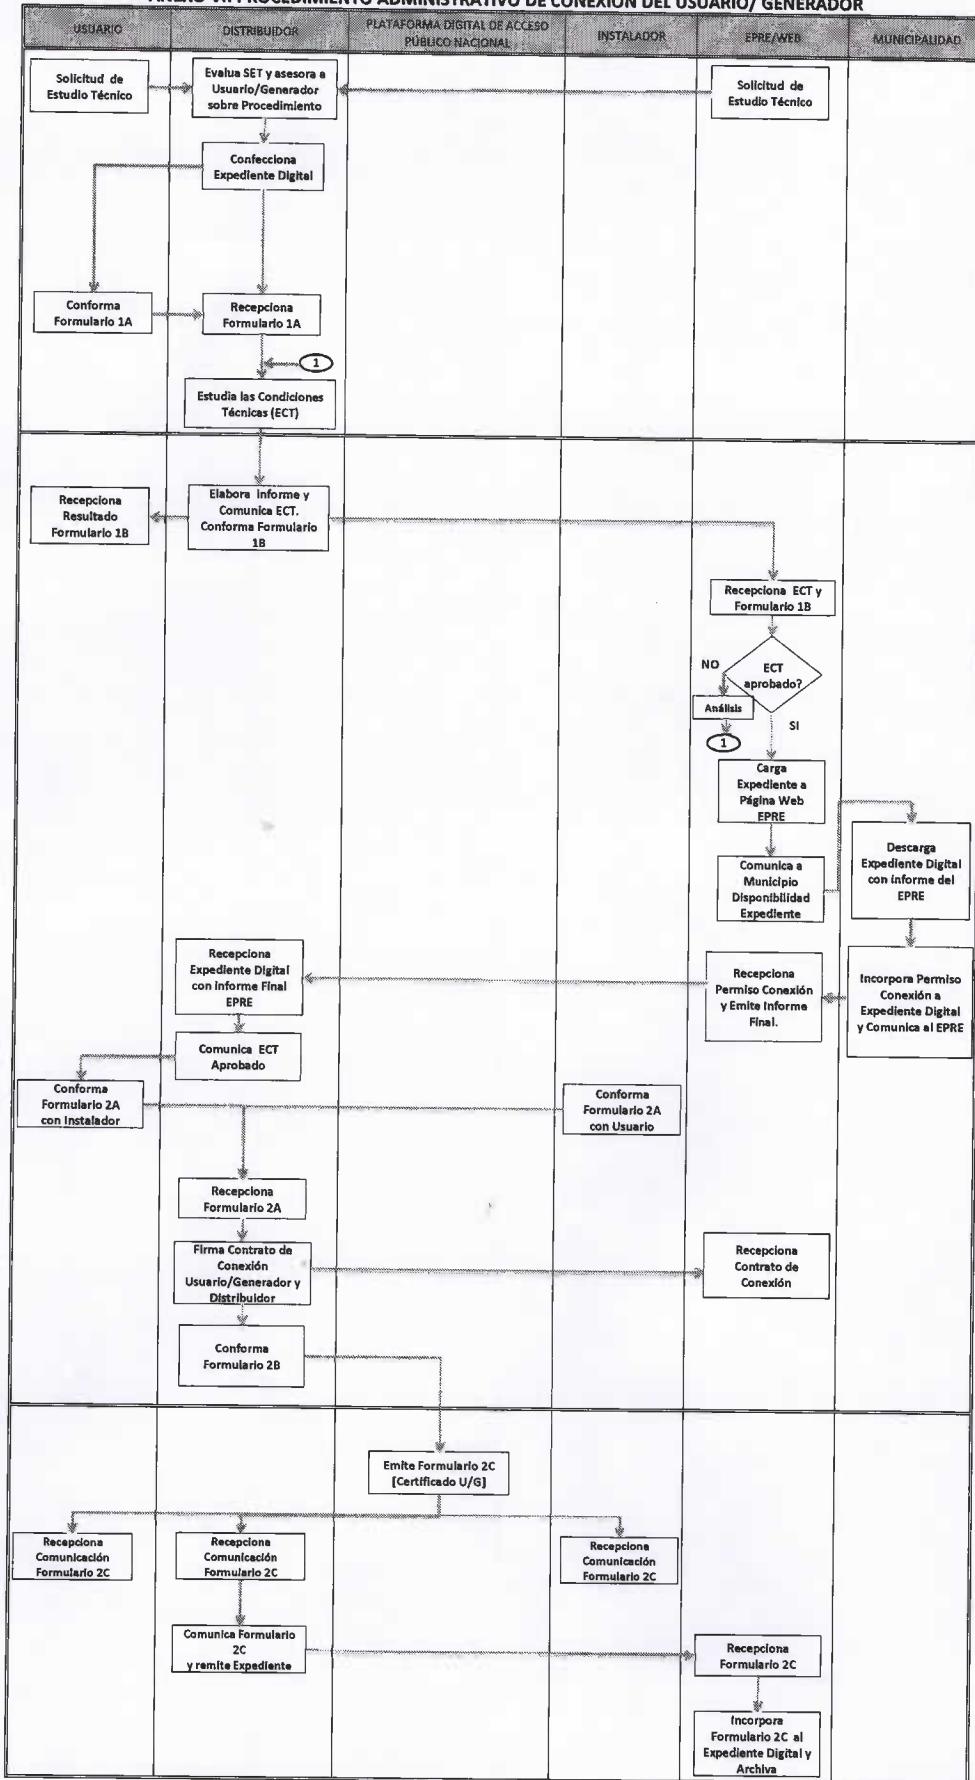 PROCEDIMIENTO ADMINISTRATIVO DE CONEXIÓN DEL USUARIO/ GENERADOR
USUARIO
DISTRIBUIDOR
PLATAFORMA DIGITAL DE ACCESO
PÚBLICO NACIONAL
INSTALADOR
EPRE/WEB
MUNICIPALIDAD
Solicitud de
Estudio Técnico
Evalua SET y asesora a
Usuario/Generador
sobre Procedimiento
Solicitud de
Estudio Técnico
Confecciona
Expediente Digital
Conforma
Formulario 1A
Recepciona
Formulario 1A
1
Estudia las Condiciones
Técnicas (ECT)
Recepciona
Resultado
Formulario 1B
Elabora Informe y
Comunica ECT.
Conforma Formulario
1B
Recepciona ECT y
Formulario 1B
ECT
aprobado?
NO
Análisis
SI
1
Carga
Expediente a
Página Web
EPRE
Comunica a
Municipio
Disponibilidad
Expediente
Descarga
Expediente Digital
con informe del
EPRE
Recepciona
Expediente Digital
con Informe Final
EPRE
Recepciona
Permiso Conexión
y Emite Informe
Final.
Incorpora Permiso
Conexión a
Expediente Digital
y Comunica al EPRE
Comunica ECT
Aprobado
Conforma
Formulario 2A
con Instalador
Conforma
Formulario 2A
con Usuario
Recepciona
Formulario 2A
Firma Contrato de
Conexión
Usuario/Generador y
Distribuidor
Recepciona
Contrato de
Conexión
Conforma
Formulario 2B
Emite Formulario 2C
[Certificado U/G]
Recepciona
Comunicación
Formulario 2C
Recepciona
Comunicación
Formulario 2C
Recepciona
Comunicación
Formulario 2C
Comunica Formulario
2C
y remite Expediente
Recepciona
Formulario 2C
Incorpora
Formulario 2C al
Expediente Digital y
Archiva